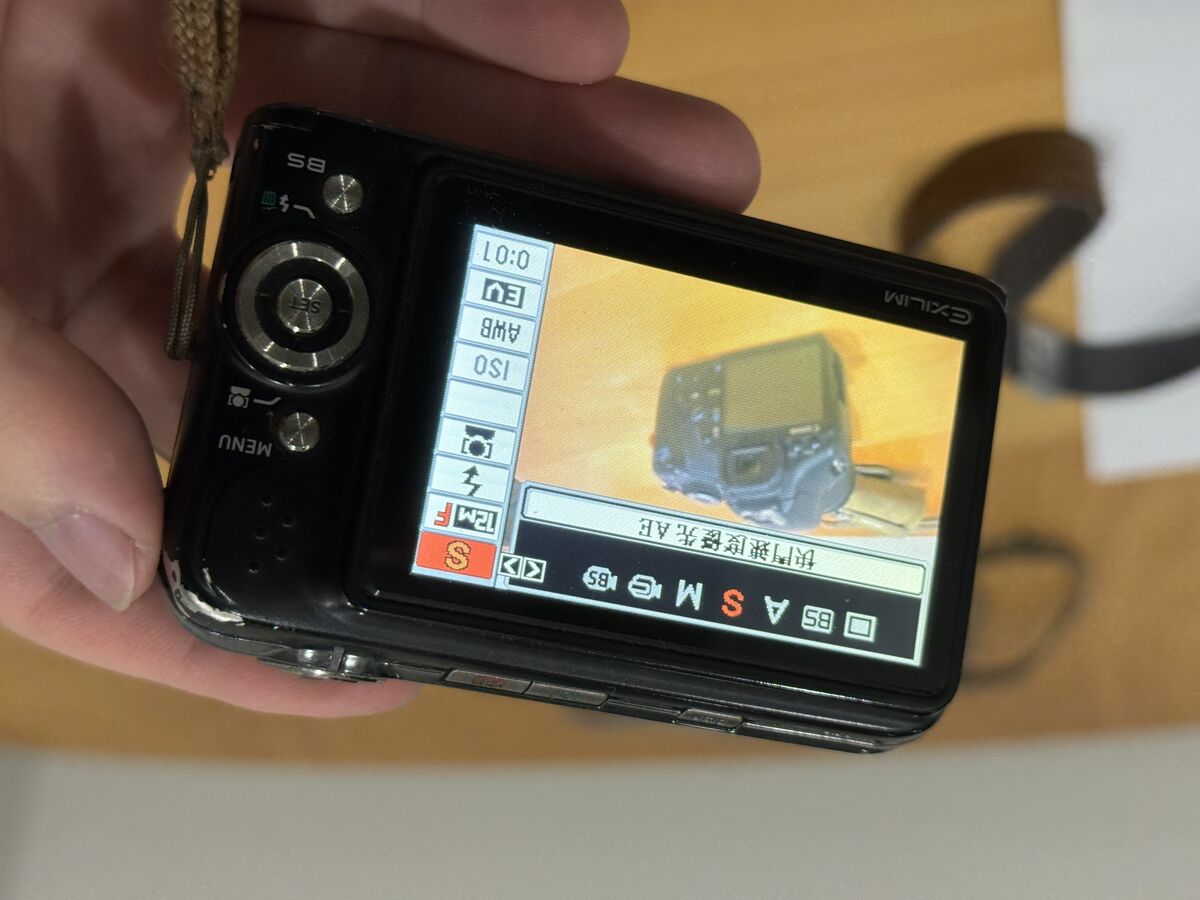 BS A S M S BS
快門速度優先 AE
S
12M F
ISO
AWB
EV
0:01
MENU
SET
BS
EXILIM
Canon